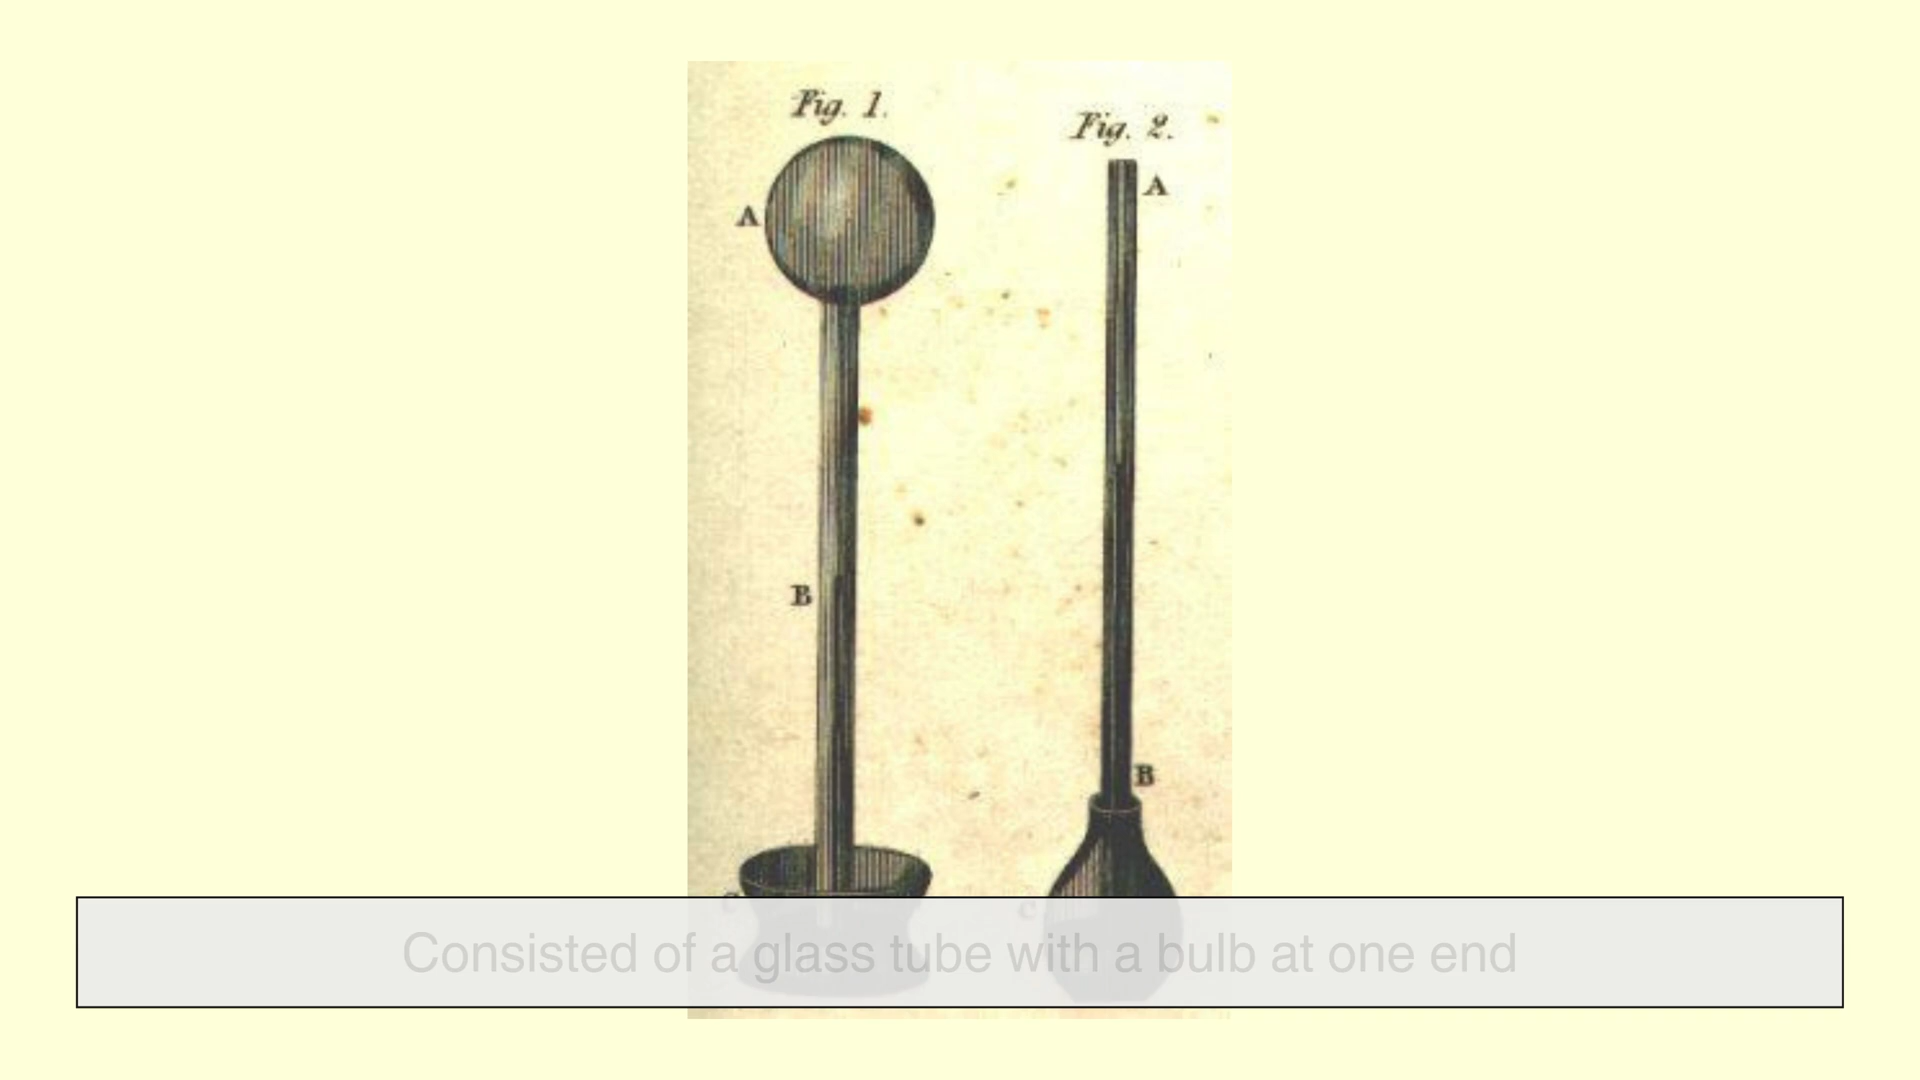 Fig. 1.
Fig. 2.
A
A
B
B
C
C
Consisted of a glass tube with a bulb at one end